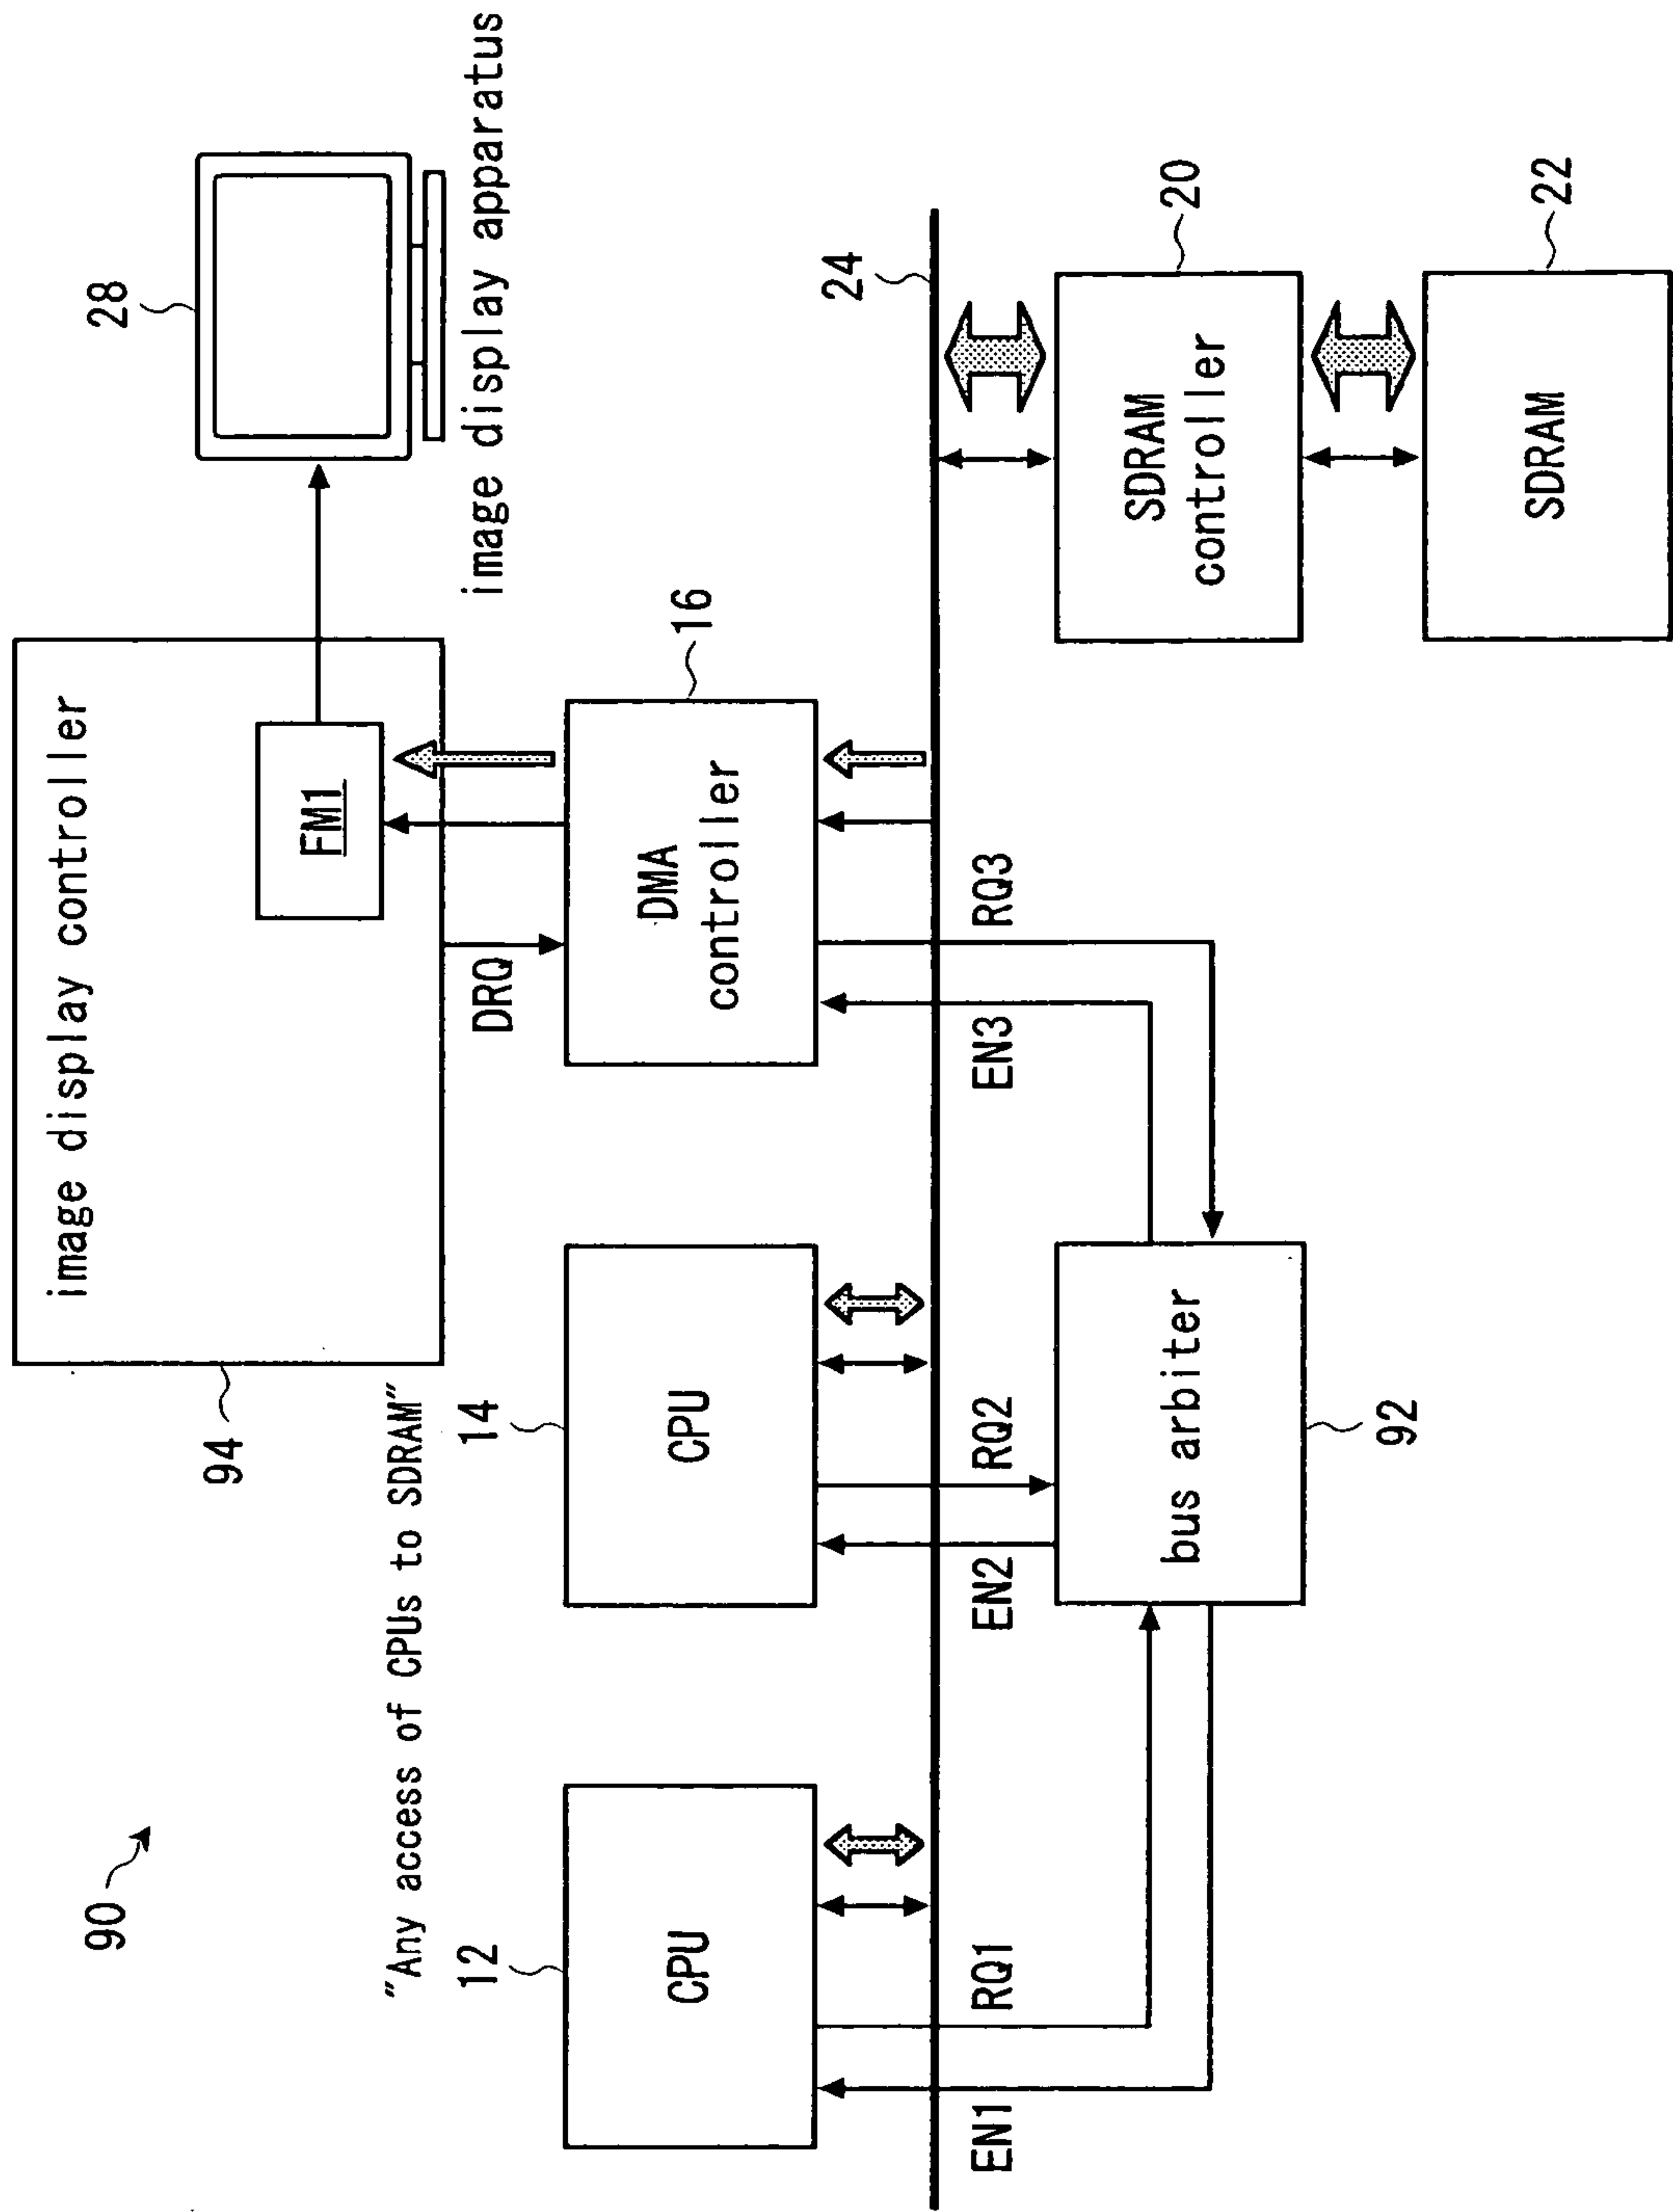 90
"Any access of CPUs to SDRAM"
94
image display controller
FM1
28
image display apparatus
12
CPU
14
CPU
DRQ
DMA
controller
16
24
EN1
RQ1
EN2
RQ2
EN3
RQ3
bus arbiter
92
SDRAM
controller
20
SDRAM
22